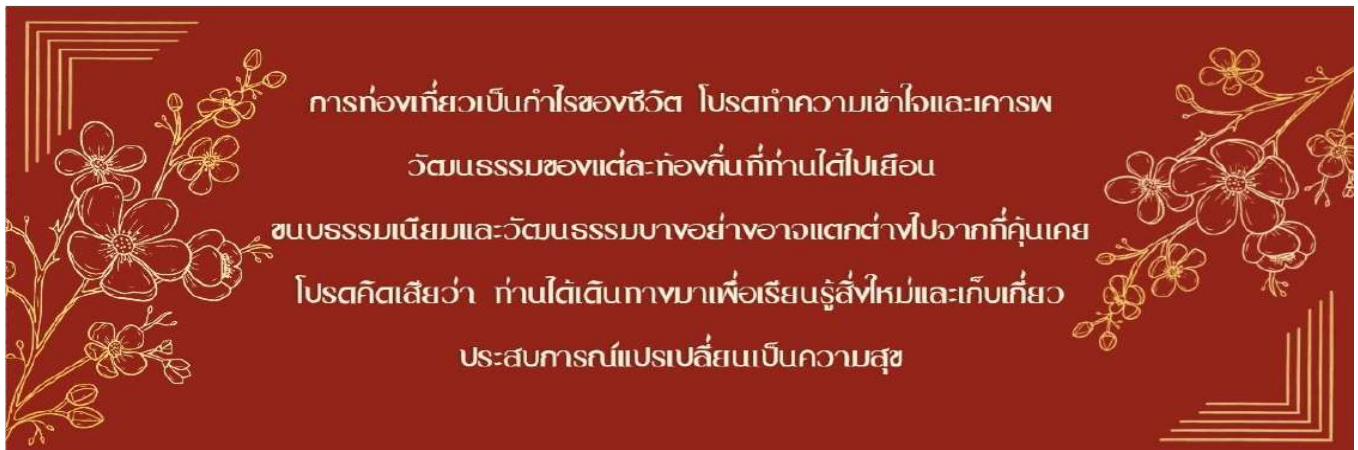 การท่องเที่ยวเป็นกำไรของชีวิต โปรดทำความเข้าใจและเคารพ
วัฒนธรรมของแต่ละท้องถิ่นที่ท่านได้ไปเยือน
ขนบธรรมเนียมและวัฒนธรรมบางอย่างอาจแตกต่างไปจากที่คุ้นเคย
โปรดคิดเสียว่า ท่านได้เดินทางมาเพื่อเรียนรู้สิ่งใหม่และเก็บเกี่ยว
ประสบการณ์แปรเปลี่ยนเป็นความสุข